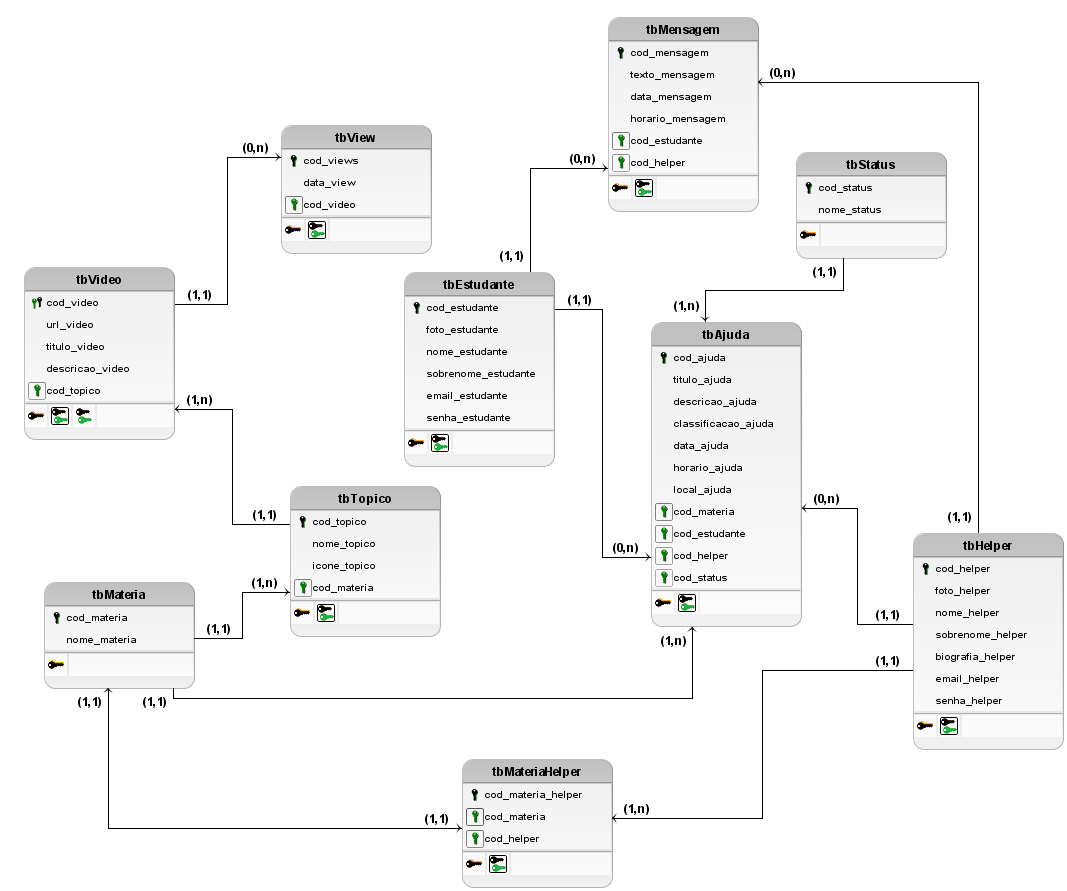 tbMensagem
cod_mensagem
texto_mensagem
data_mensagem
horario_mensagem
cod_estudante
cod_helper
(0,n)
(0,n)
tbView
cod_views
data_view
cod_video
(0,n)
tbStatus
cod_status
nome_status
(1,1)
tbVideo
cod_video
url_video
titulo_video
descricao_video
cod_topico
(1,1)
(1,n)
(1,1)
tbEstudante
cod_estudante
foto_estudante
nome_estudante
sobrenome_estudante
email_estudante
senha_estudante
(1,1)
(1,n)
tbAjuda
cod_ajuda
titulo_ajuda
descricao_ajuda
classificacao_ajuda
data_ajuda
horario_ajuda
local_ajuda
cod_materia
cod_estudante
cod_helper
cod_status
(0,n)
(0,n)
(1,n)
tbTopico
cod_topico
nome_topico
icone_topico
cod_materia
(1,1)
(1,n)
tbMateria
cod_materia
nome_materia
(1,1)
(1,1)
(1,1)
(1,1)
tbHelper
cod_helper
foto_helper
nome_helper
sobrenome_helper
biografia_helper
email_helper
senha_helper
(1,1)
(1,1)
tbMateriaHelper
cod_materia_helper
cod_materia
cod_helper
(1,1)
(1,n)